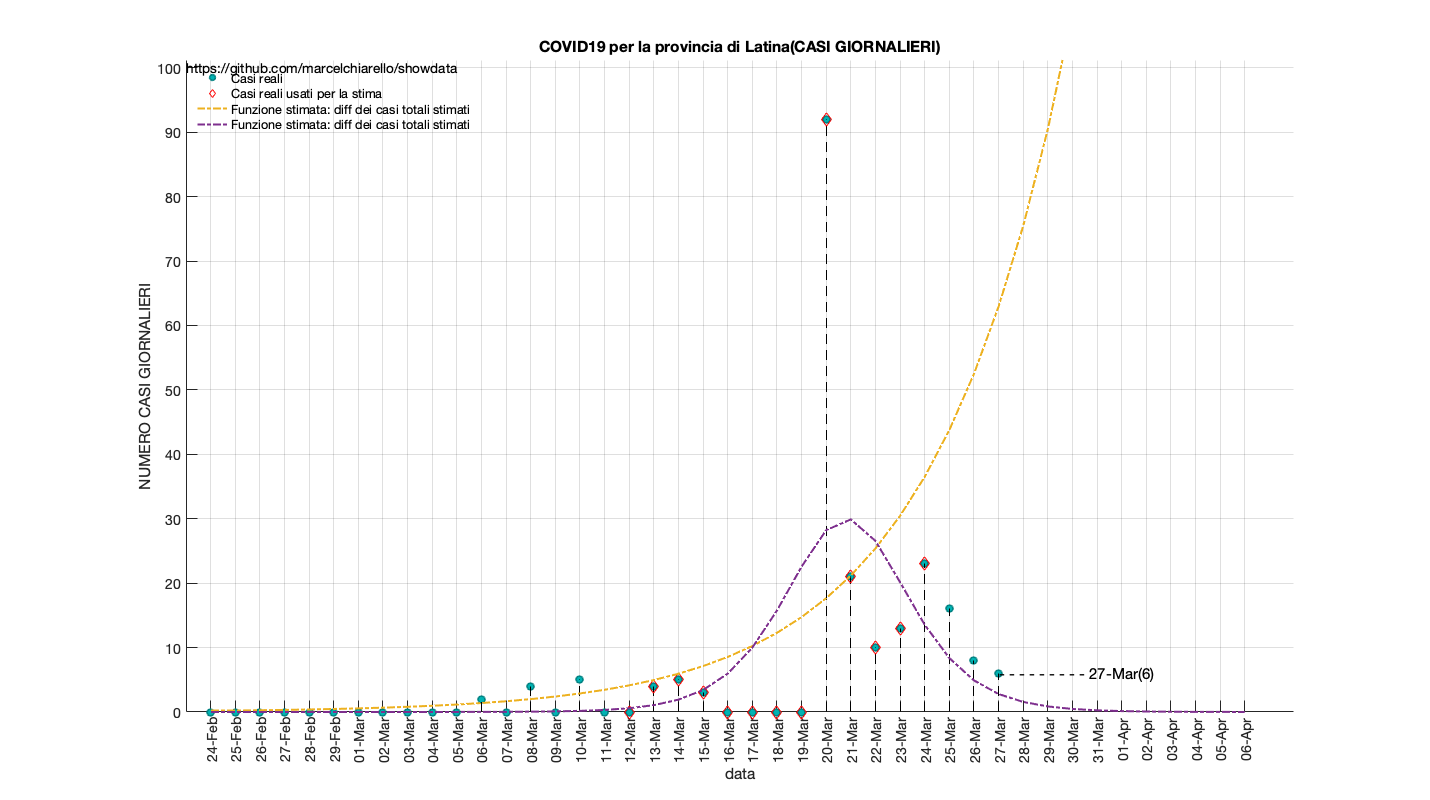 COVID19 per la provincia di Latina(CASI GIORNALIERI)
https://github.com/marcelchiarello/showdata
Casi reali
Casi reali usati per la stima
Funzione stimata: diff dei casi totali stimati
Funzione stimata: diff dei casi totali stimati
100
90
80
70
60
50
40
30
20
10
0
NUMERO CASI GIORNALIERI
27-Mar(6)
24-Feb
25-Feb
26-Feb
27-Feb
28-Feb
29-Feb
01-Mar
02-Mar
03-Mar
04-Mar
05-Mar
06-Mar
07-Mar
08-Mar
09-Mar
10-Mar
11-Mar
12-Mar
13-Mar
14-Mar
15-Mar
16-Mar
17-Mar
18-Mar
19-Mar
20-Mar
21-Mar
22-Mar
23-Mar
24-Mar
25-Mar
26-Mar
27-Mar
28-Mar
29-Mar
30-Mar
31-Mar
01-Apr
02-Apr
03-Apr
04-Apr
05-Apr
06-Apr
data